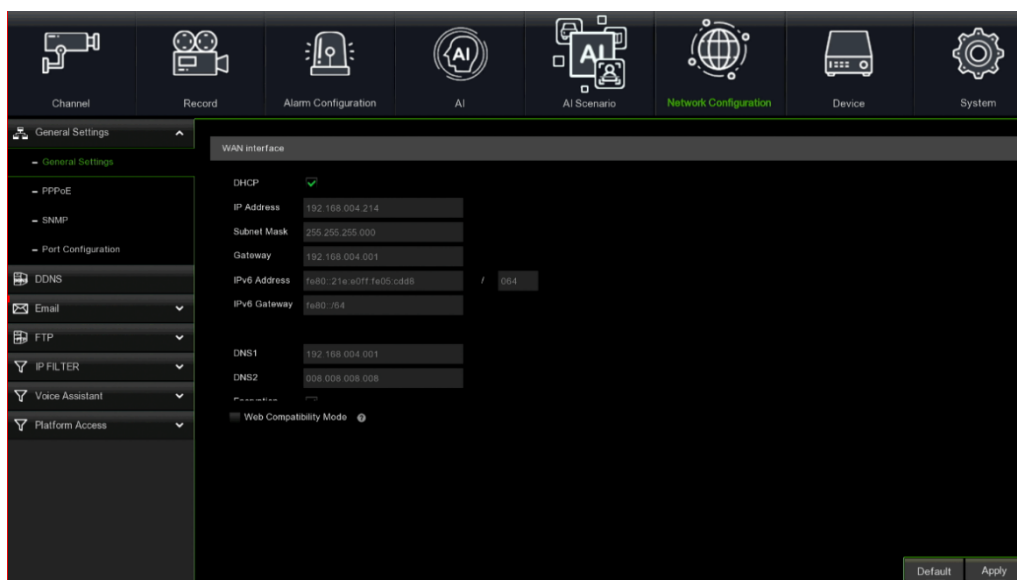 Channel
Record
Alarm Configuration
AI
AI
AI
AI Scenario
Network Configuration
Device
System
General Settings
General Settings
PPPoE
SNMP
Port Configuration
DDNS
Email
FTP
IP FILTER
Voice Assistant
Platform Access
WAN interface
DHCP
IP Address 192.168.004.214
Subnet Mask 255.255.255.000
Gateway 192.168.004.001
IPv6 Address fe80::21e:e0ff:fe05:cdd8 / 064
IPv6 Gateway fe80::/64
DNS1 192.168.004.001
DNS2 008.008.008.008
Encryption
Web Compatibility Mode ?
Default Apply